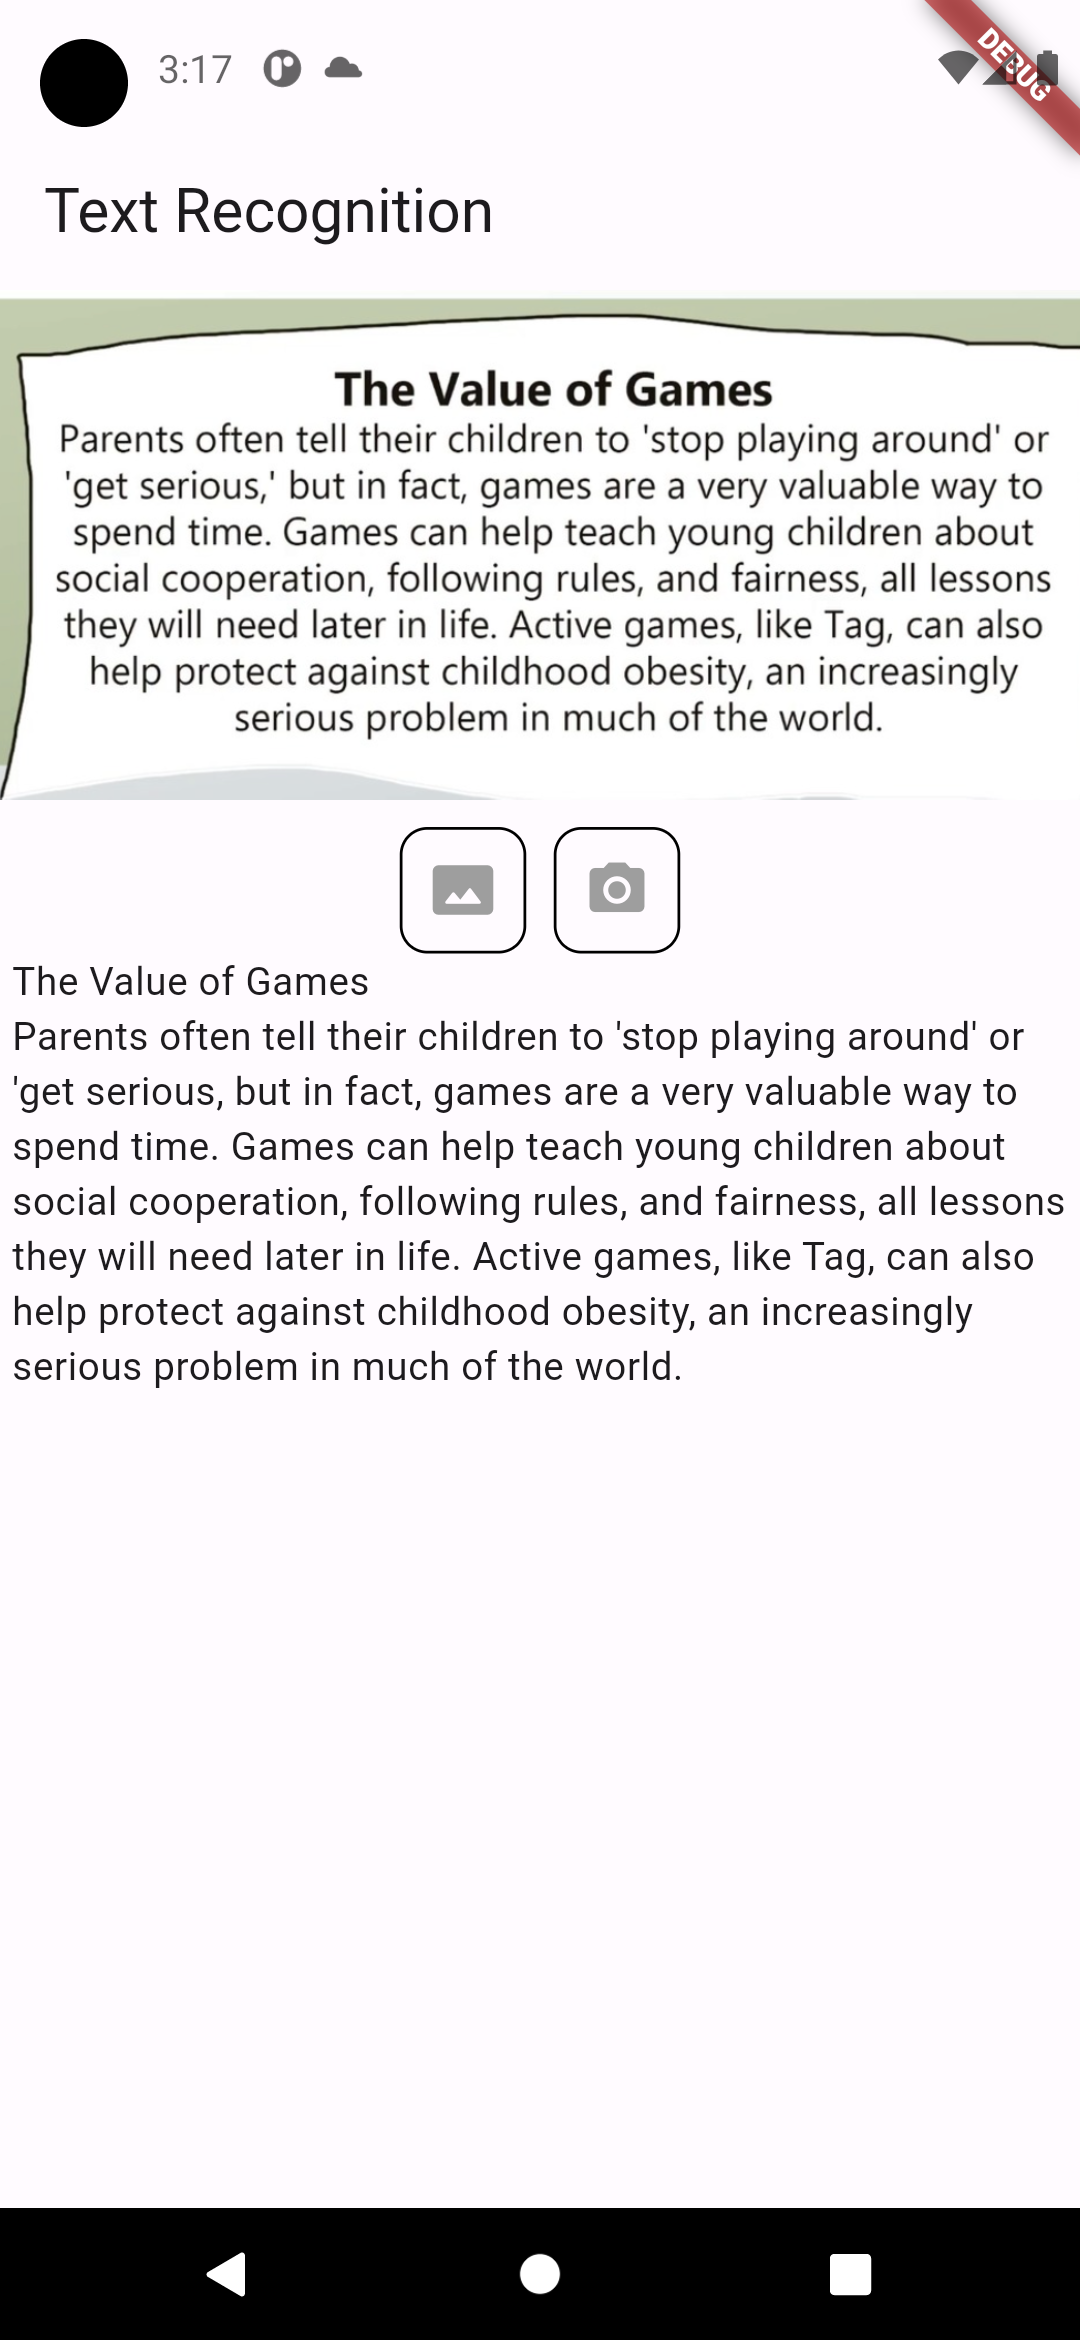 3:17
DEBUG
Text Recognition
The Value of Games
Parents often tell their children to 'stop playing around' or
'get serious,' but in fact, games are a very valuable way to
spend time. Games can help teach young children about
social cooperation, following rules, and fairness, all lessons
they will need later in life. Active games, like Tag, can also
help protect against childhood obesity, an increasingly
serious problem in much of the world.
The Value of Games
Parents often tell their children to 'stop playing around' or
'get serious, but in fact, games are a very valuable way to
spend time. Games can help teach young children about
social cooperation, following rules, and fairness, all lessons
they will need later in life. Active games, like Tag, can also
help protect against childhood obesity, an increasingly
serious problem in much of the world.